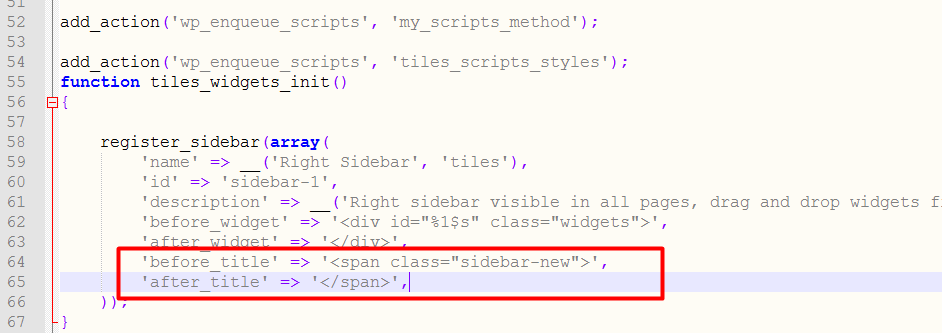 51
52 add_action('wp_enqueue_scripts', 'my_scripts_method');
53
54 add_action('wp_enqueue_scripts', 'tiles_scripts_styles');
55 function tiles_widgets_init()
56 {
57
58 register_sidebar(array(
59 'name' => __('Right Sidebar', 'tiles'),
60 'id' => 'sidebar-1',
61 'description' => __('Right sidebar visible in all pages, drag and drop widgets f
62 'before_widget' => '<div id="%1$s" class="widgets">',
63 'after_widget' => '</div>',
64 'before_title' => '<span class="sidebar-new">',
65 'after_title' => '</span>',
66 ));
67 }